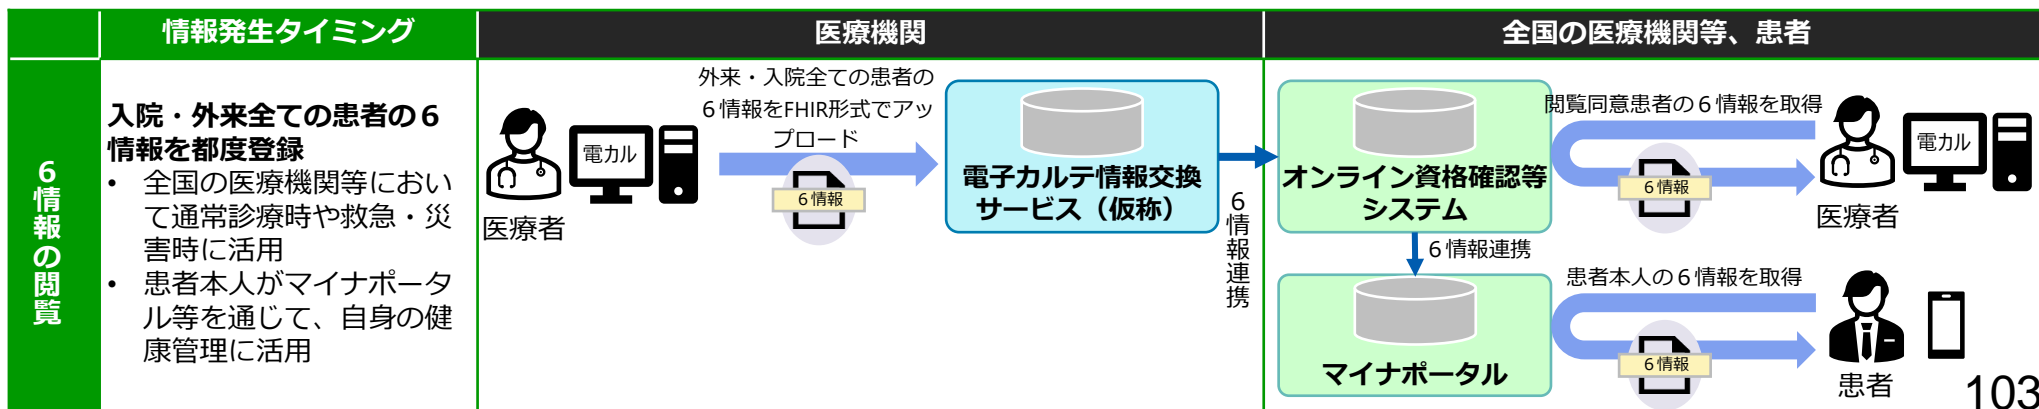 情報発生タイミング
医療機関
全国の医療機関等、患者
6情報の閲覧
入院・外来全ての患者の6
情報を都度登録
• 全国の医療機関等におい
て通常診療時や救急・災
害時に活用
• 患者本人がマイナポータ
ル等を通じて、自身の健
康管理に活用
電カル
医療者
外来・入院全ての患者の
6情報をFHIR形式でアッ
プロード
6情報
電子カルテ情報交換
サービス（仮称）
6情報連携
オンライン資格確認等
システム
6情報連携
マイナポータル
閲覧同意患者の6情報を取得
6情報
電カル
医療者
患者本人の6情報を取得
6情報
患者
103